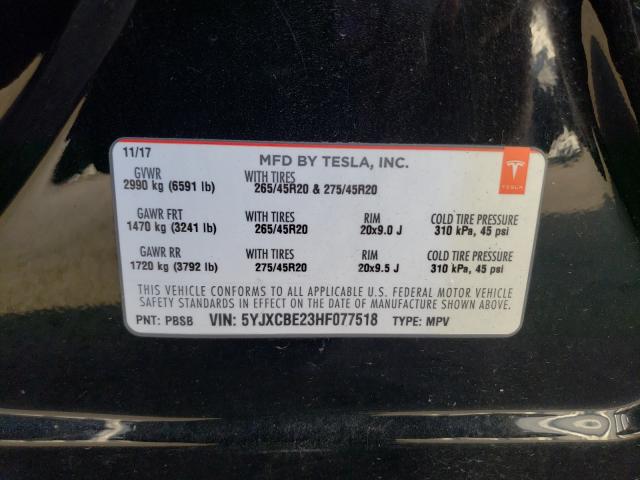 11/17 MFD BY TESLA, INC.
GVWR WITH TIRES
2990 kg (6591 lb) 265/45R20 & 275/45R20
TESLA
GAWR FRT WITH TIRES RIM COLD TIRE PRESSURE
1470 kg (3241 lb) 265/45R20 20x9.0 J 310 kPa, 45 psi
GAWR RR WITH TIRES RIM COLD TIRE PRESSURE
1720 kg (3792 lb) 275/45R20 20x9.5 J 310 kPa, 45 psi
THIS VEHICLE CONFORMS TO ALL APPLICABLE U.S. FEDERAL MOTOR VEHICLE
SAFETY STANDARDS IN EFFECT ON THE DATE OF MANUFACTURE SHOWN ABOVE.
PNT: PBSB VIN: 5YJXCBE23HF077518 TYPE: MPV